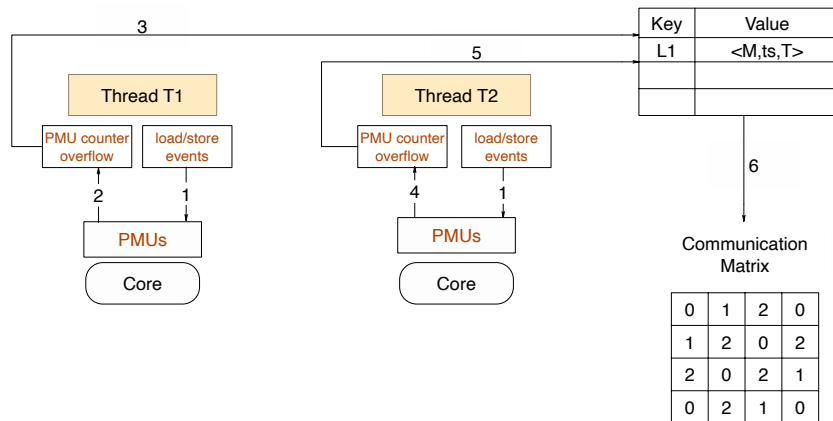 3
Key Value
L1 <M,ts,T>
5
Thread T1
Thread T2
PMU counter
overflow
load/store
events
PMU counter
overflow
load/store
events
6
2
1
4
1
PMUs
PMUs
Core
Core
Communication
Matrix
0 1 2 0
1 2 0 2
2 0 2 1
0 2 1 0